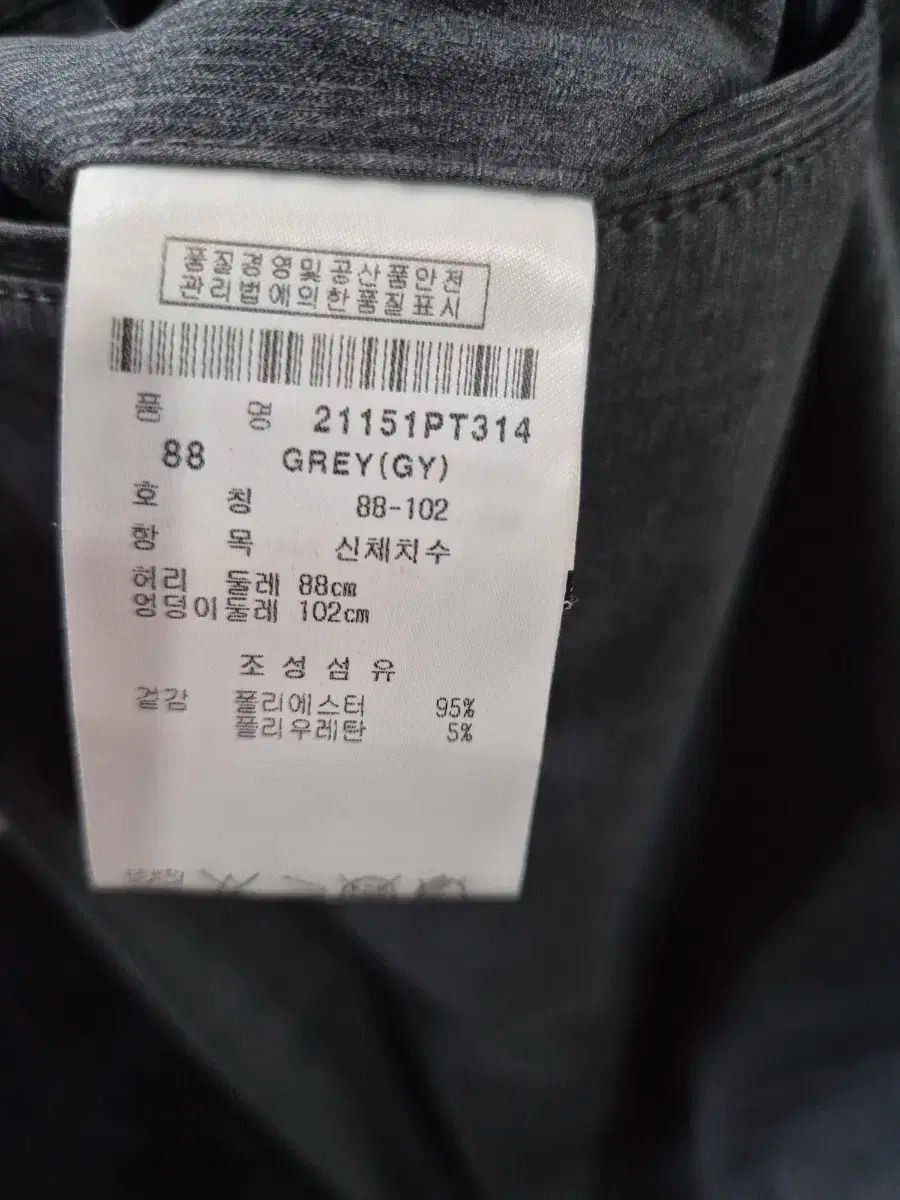 품질경영및공산품안전
관리법에의한품질표시
품 명 21151PT314
88 GREY(GY)
호 칭 88-102
항 목 신체치수
허리 둘레 88cm
엉덩이둘레 102cm
조성섬유
겉감 폴리에스터 95%
폴리우레탄 5%